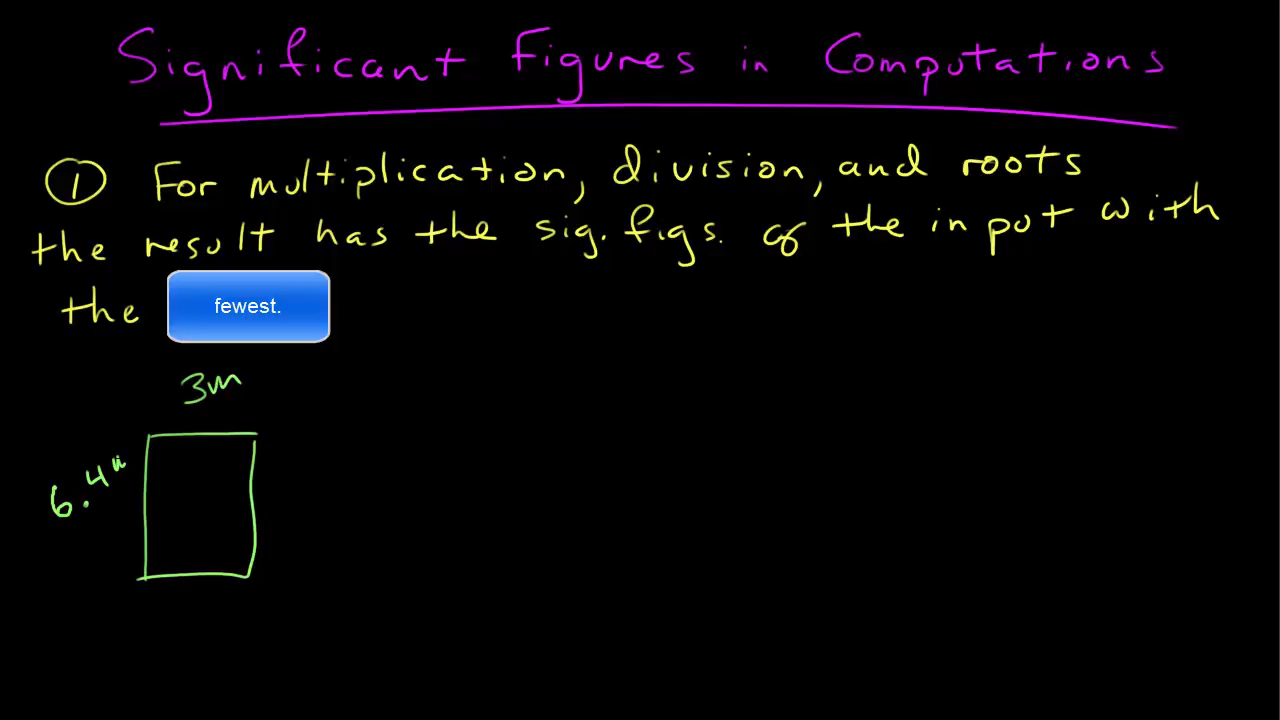 Significant Figures in Computations
① For multiplication, division, and roots
the result has the sig. figs. of the input with
the fewest.
3m
6.4